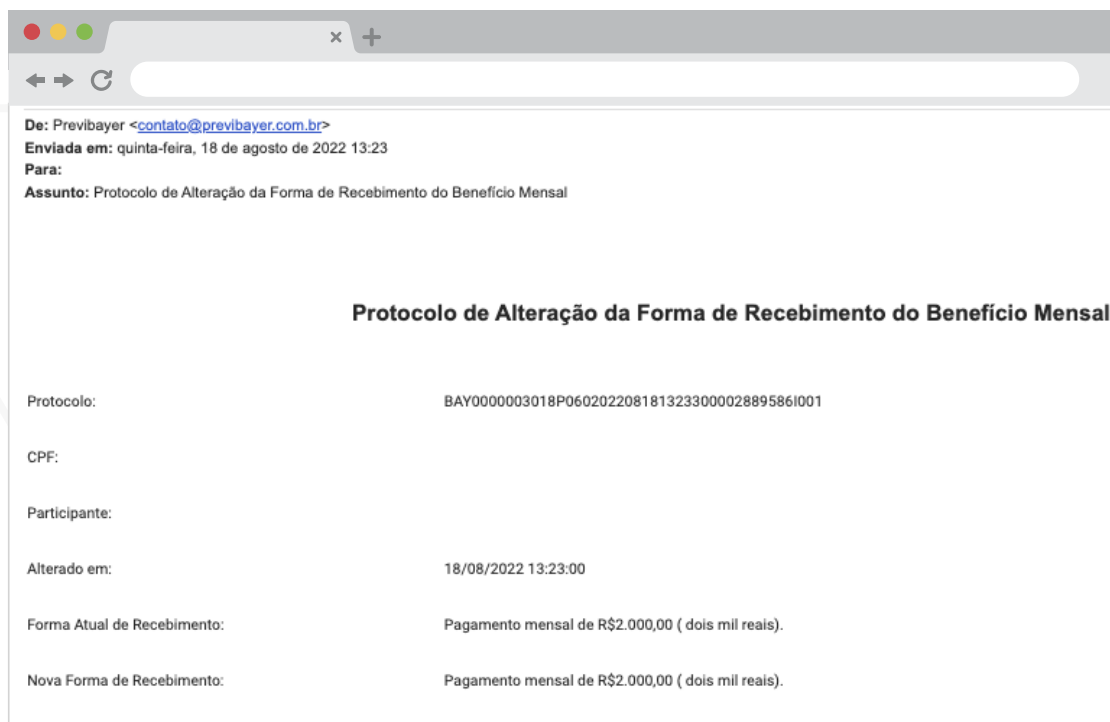 De: Previbayer <contato@previbayer.com.br>
Enviada em: quinta-feira, 18 de agosto de 2022 13:23
Para:
Assunto: Protocolo de Alteração da Forma de Recebimento do Benefício Mensal
Protocolo de Alteração da Forma de Recebimento do Benefício Mensal
Protocolo: BAY0000003018P060202208181323300002889586I001
CPF:
Participante:
Alterado em: 18/08/2022 13:23:00
Forma Atual de Recebimento: Pagamento mensal de R$2.000,00 ( dois mil reais).
Nova Forma de Recebimento: Pagamento mensal de R$2.000,00 ( dois mil reais).